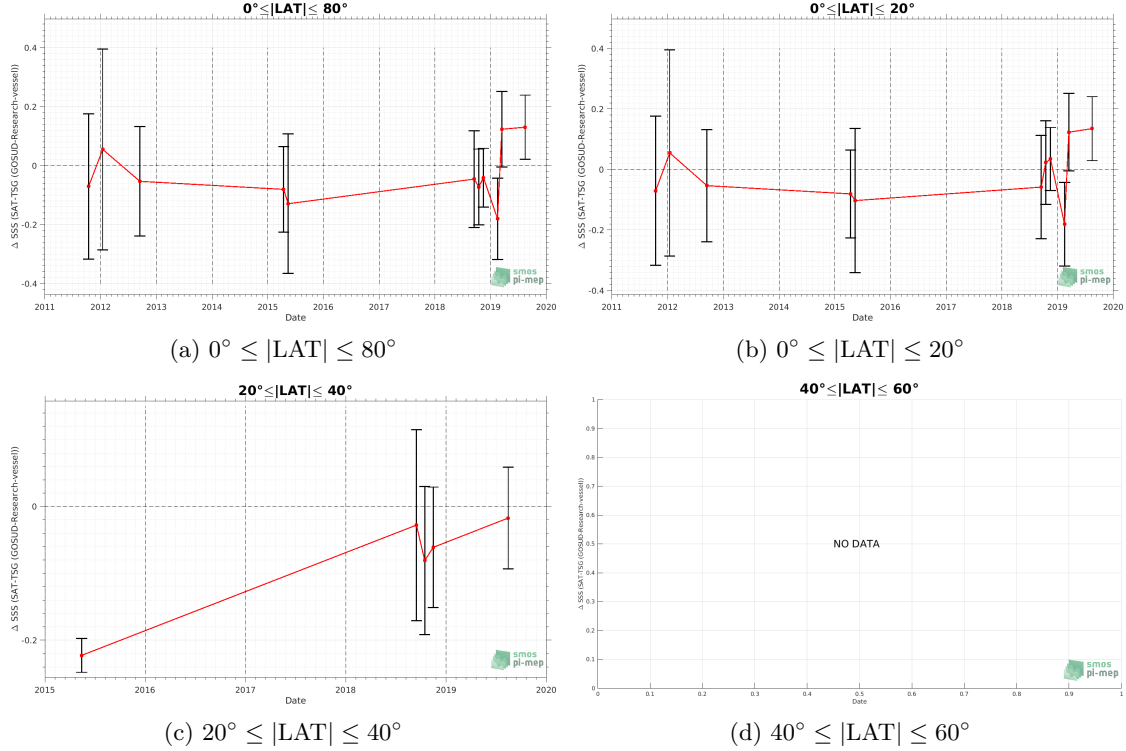 0°≤|LAT|≤ 80°
Δ SSS (SAT-TSG (GOSUD-Research-vessel))
0.4
0.2
0
-0.2
-0.4
2011 2012 2013 2014 2015 2016 2017 2018 2019 2020
Date
smos
pi-mep
(a) 0° ≤ |LAT| ≤ 80°
0°≤|LAT|≤ 20°
Δ SSS (SAT-TSG (GOSUD-Research-vessel))
0.4
0.2
0
-0.2
-0.4
2011 2012 2013 2014 2015 2016 2017 2018 2019 2020
Date
smos
pi-mep
(b) 0° ≤ |LAT| ≤ 20°
20°≤|LAT|≤ 40°
Δ SSS (SAT-TSG (GOSUD-Research-vessel))
0
-0.2
2015 2016 2017 2018 2019 2020
Date
smos
pi-mep
(c) 20° ≤ |LAT| ≤ 40°
40°≤|LAT|≤ 60°
Δ SSS (SAT-TSG (GOSUD-Research-vessel))
1
0.9
0.8
0.7
0.6
0.5
0.4
0.3
0.2
0.1
0
NO DATA
0 0.1 0.2 0.3 0.4 0.5 0.6 0.7 0.8 0.9 1
Date
smos
pi-mep
(d) 40° ≤ |LAT| ≤ 60°